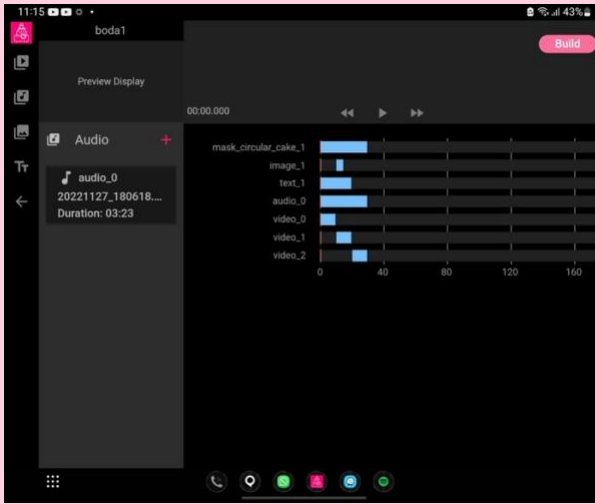 11:15
43%
boda1
Build
Preview Display
00:00.000
Audio
+
audio_0
20221127_180618....
Duration: 03:23
Tт
mask_circular_cake_1
image_1
text_1
audio_0
video_0
video_1
video_2
0 40 80 120 160